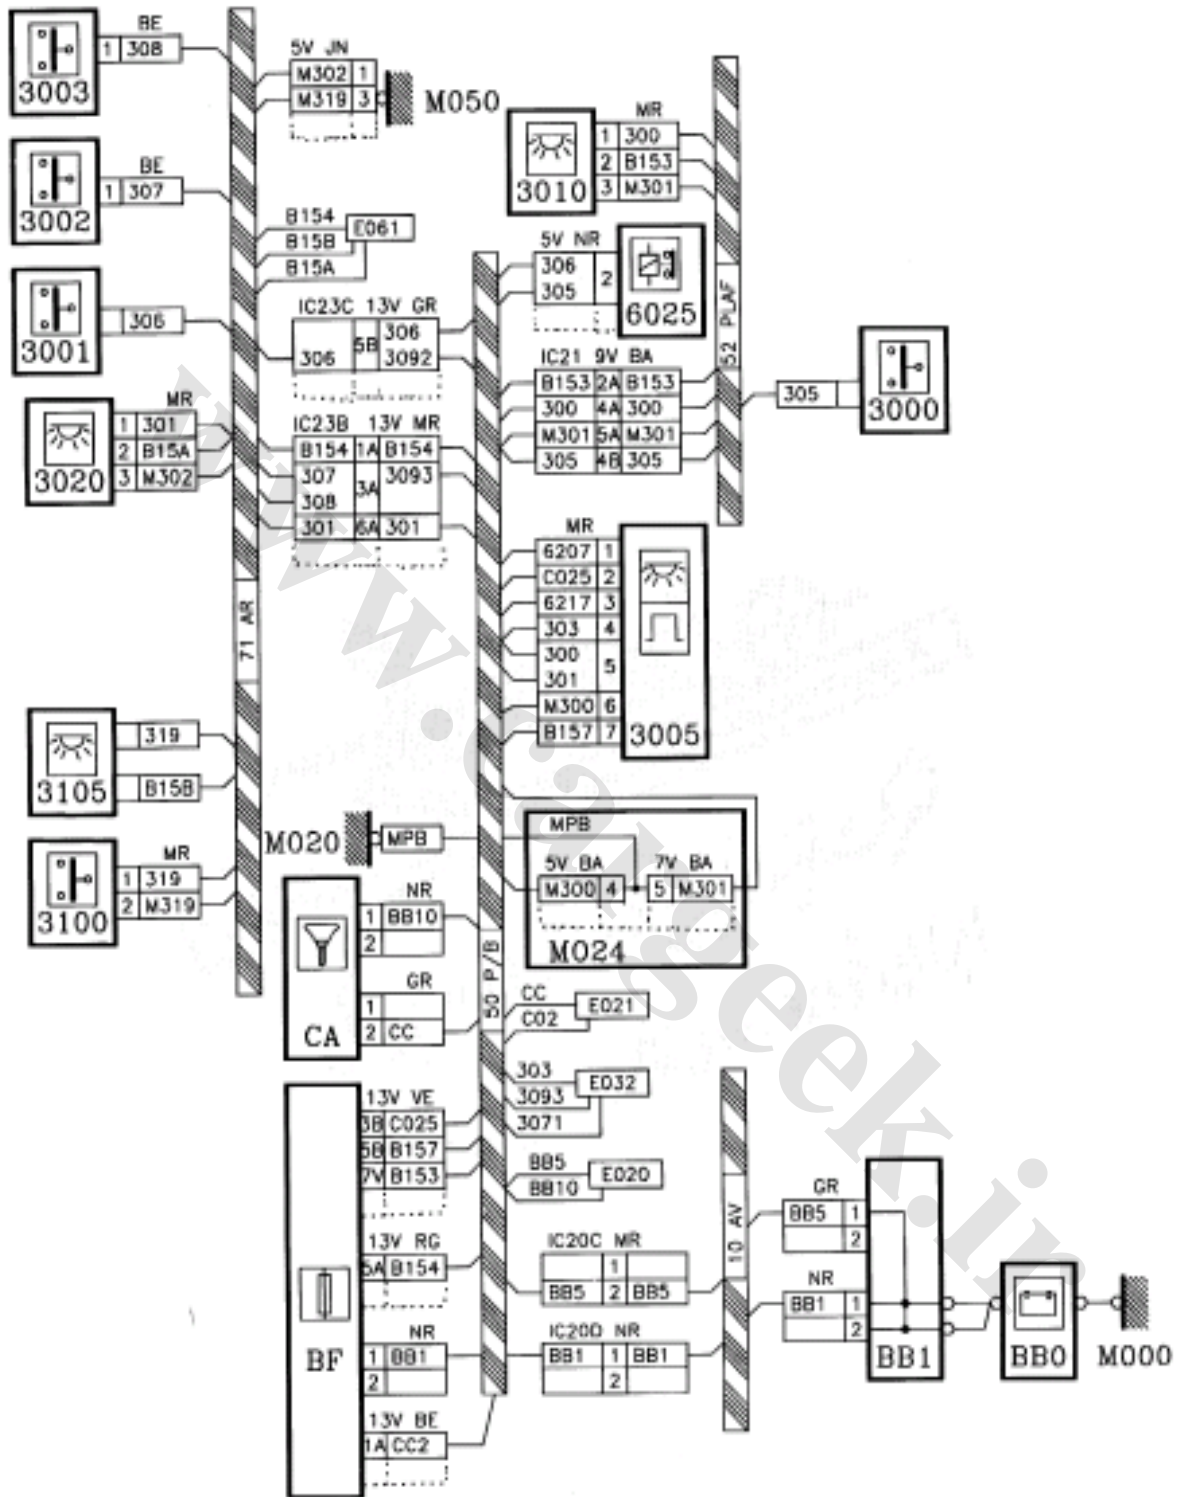 BE
1 308
3003
5V JN
M302 1
M319 3
M050
BE
1 307
3002
MR
1 300
2 B153
3 M301
3010
B154
B15B
B15A
E061
5V NR
306
305
2
6025
52 PLAF
306
3001
IC23C 13V GR
306
5B
306
3092
IC21 9V BA
B153 2A B153
300 4A 300
M301 5A M301
305 4B 305
305
3000
MR
1 301
2 B15A
3 M302
3020
IC23B 13V MR
B154 1A B154
307
308
3A
3093
301 6A 301
MR
6207 1
C025 2
6217 3
303 4
300
301
5
M300 6
B157 7
3005
71 AR
319
B15B
3105
M020
MPB
MPB
5V BA
M300 4
7V BA
5 M301
M024
MR
1 319
2 M319
3100
NR
1 BB10
2
GR
1
2 CC
CA
50 P/B
CC
C02
E021
303
3093
3071
E032
BB5
BB10
E020
13V VE
3B C025
5B B157
7V B153
13V RG
5A B154
BF
NR
1 BB1
2
13V BE
1A CC2
IC20C MR
1
BB5 2 BB5
IC20D NR
BB1 1 BB1
2
10 AV
GR
BB5 1
2
NR
BB1 1
2
BB1
BB0
M000
www.cargeek.in